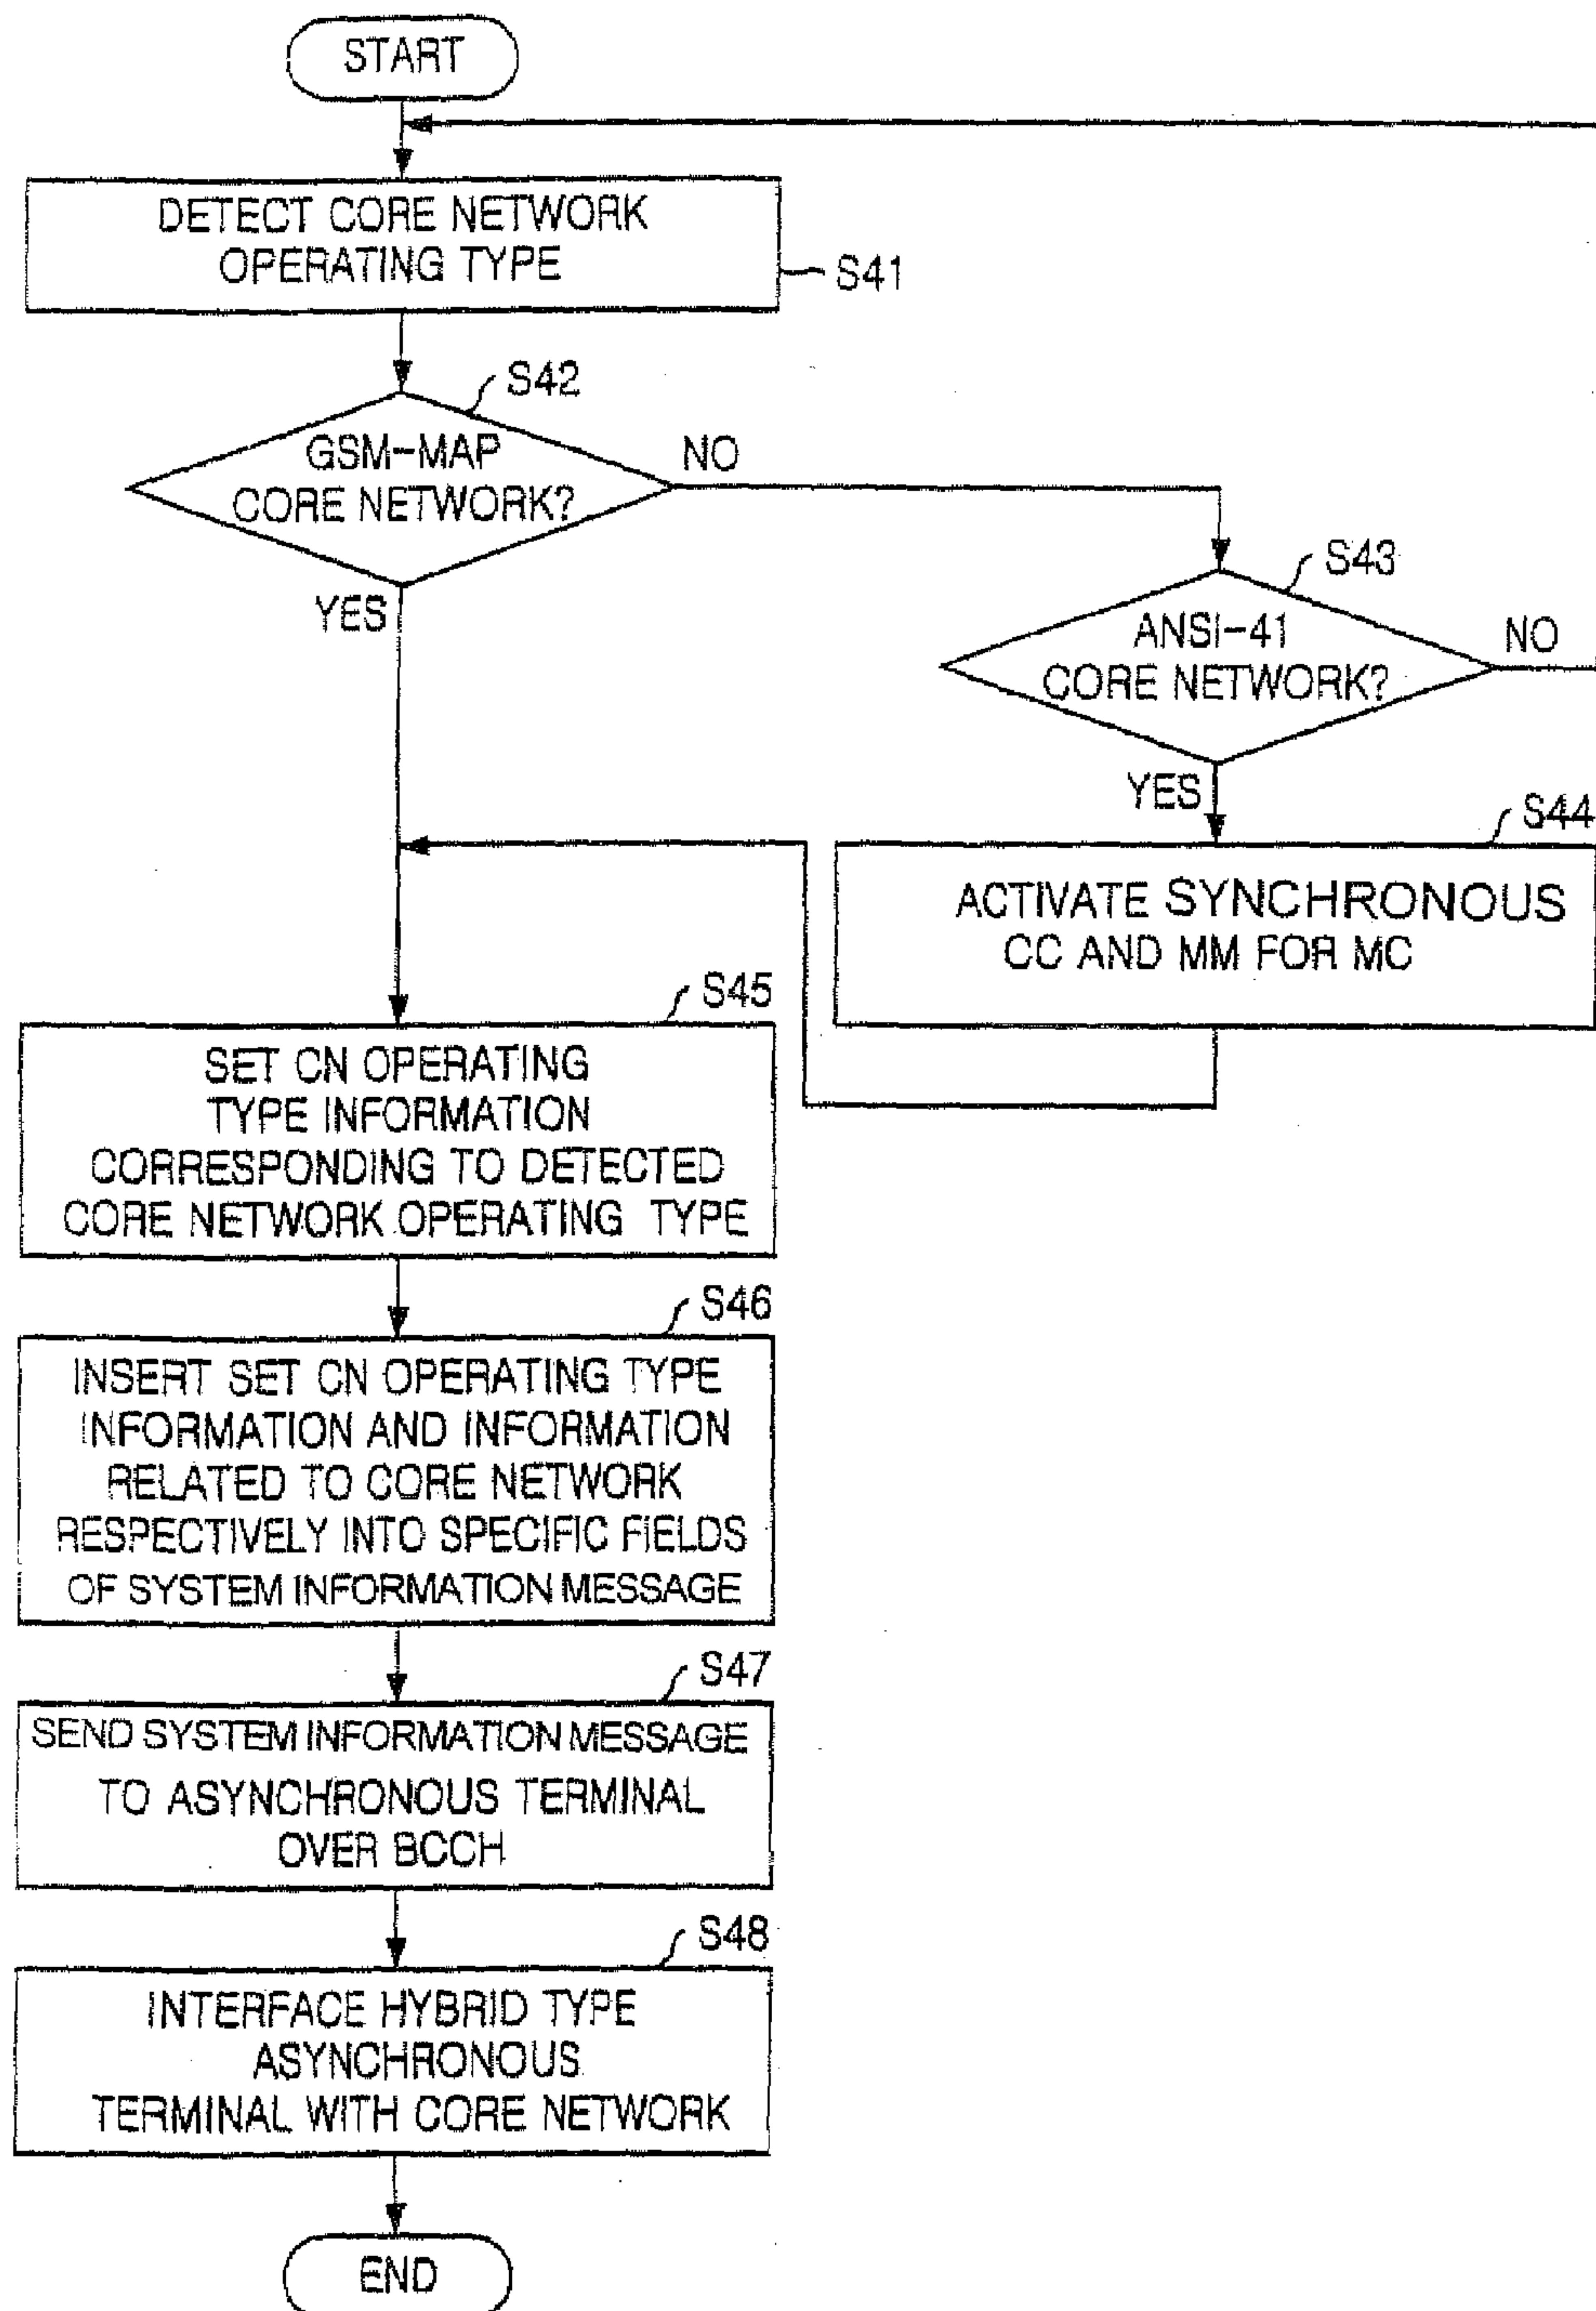 START
DETECT CORE NETWORK
OPERATING TYPE
S41
S42
GSM-MAP
CORE NETWORK?
NO
YES
S43
ANSI-41
CORE NETWORK?
NO
YES
S44
ACTIVATE SYNCHRONOUS
CC AND MM FOR MC
S45
SET CN OPERATING
TYPE INFORMATION
CORRESPONDING TO DETECTED
CORE NETWORK OPERATING TYPE
S46
INSERT SET CN OPERATING TYPE
INFORMATION AND INFORMATION
RELATED TO CORE NETWORK
RESPECTIVELY INTO SPECIFIC FIELDS
OF SYSTEM INFORMATION MESSAGE
S47
SEND SYSTEM INFORMATION MESSAGE
TO ASYNCHRONOUS TERMINAL
OVER BCCH
S48
INTERFACE HYBRID TYPE
ASYNCHRONOUS
TERMINAL WITH CORE NETWORK
END